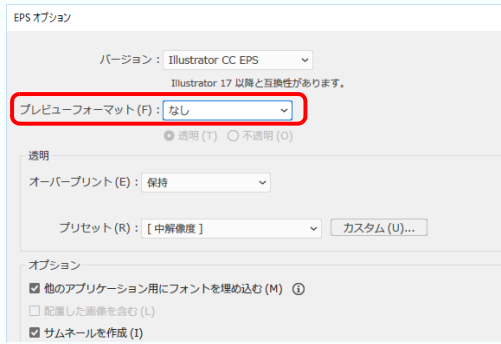 EPS オプション
バージョン： Illustrator CC EPS
Illustrator 17 以降と互換性があります。
プレビューフォーマット (F)： なし
透明 (T) 不透明 (O)
透明
オーバープリント (E)： 保持
プリセット (R)： [ 中解像度 ] カスタム (U)...
オプション
他のアプリケーション用にフォントを埋め込む (M)
配置した画像を含む (L)
サムネールを作成 (I)